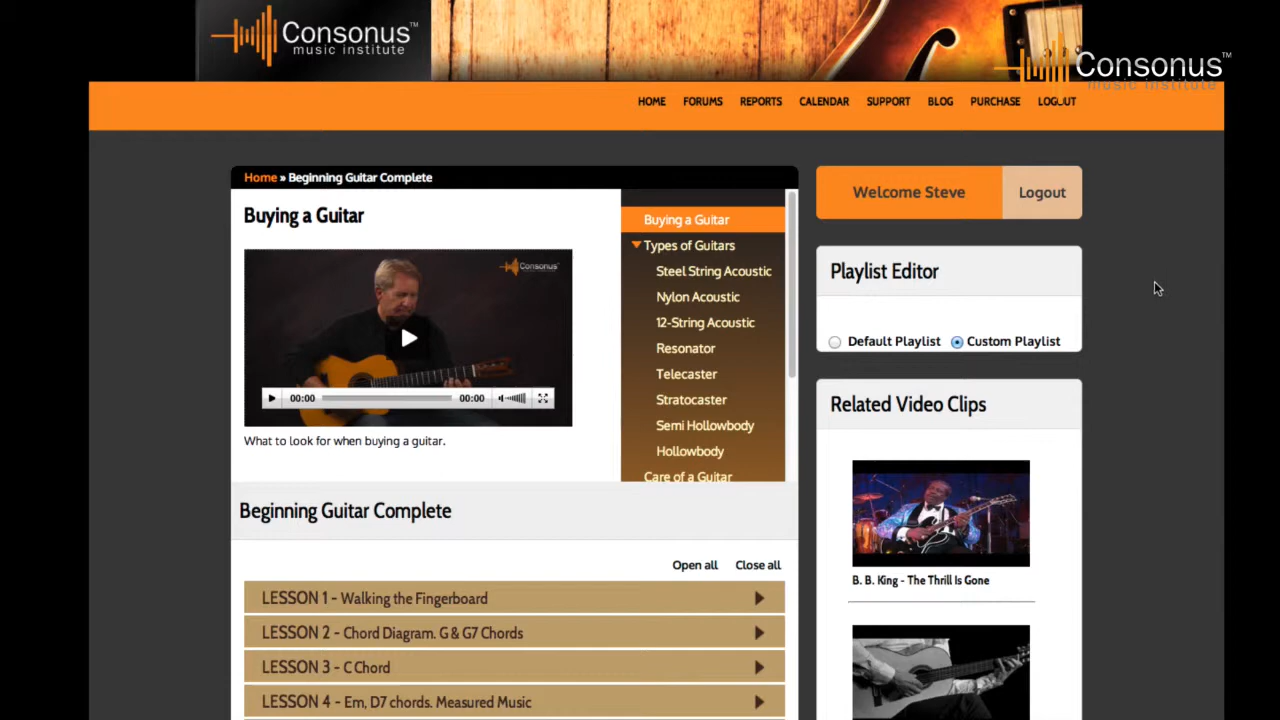 Consonus™
music institute
Consonus™
music institute
HOME FORUMS REPORTS CALENDAR SUPPORT BLOG PURCHASE LOGOUT
Home » Beginning Guitar Complete
Buying a Guitar
Consonus
00:00 00:00
What to look for when buying a guitar.
Buying a Guitar
Types of Guitars
Steel String Acoustic
Nylon Acoustic
12-String Acoustic
Resonator
Telecaster
Stratocaster
Semi Hollowbody
Hollowbody
Care of a Guitar
Welcome Steve Logout
Playlist Editor
Default Playlist Custom Playlist
Related Video Clips
B. B. King - The Thrill Is Gone
Beginning Guitar Complete
Open all Close all
LESSON 1 - Walking the Fingerboard
LESSON 2 - Chord Diagram. G & G7 Chords
LESSON 3 - C Chord
LESSON 4 - Em, D7 chords. Measured Music